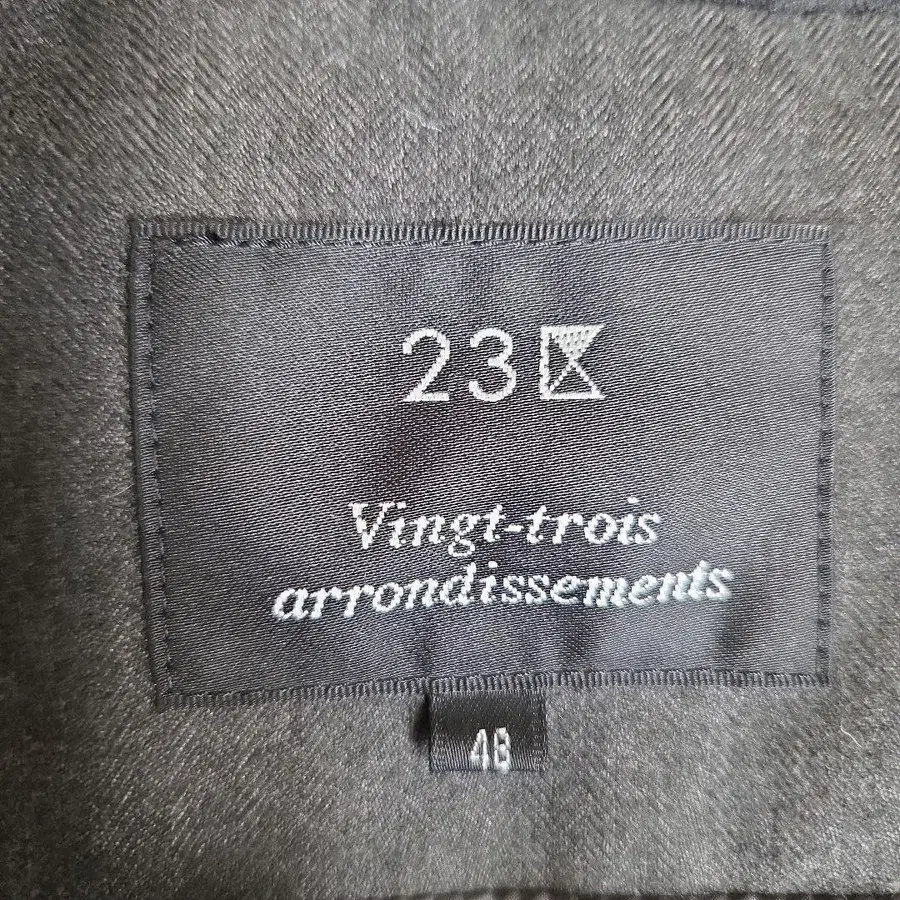 23区
Vingt-trois
arrondissements
48